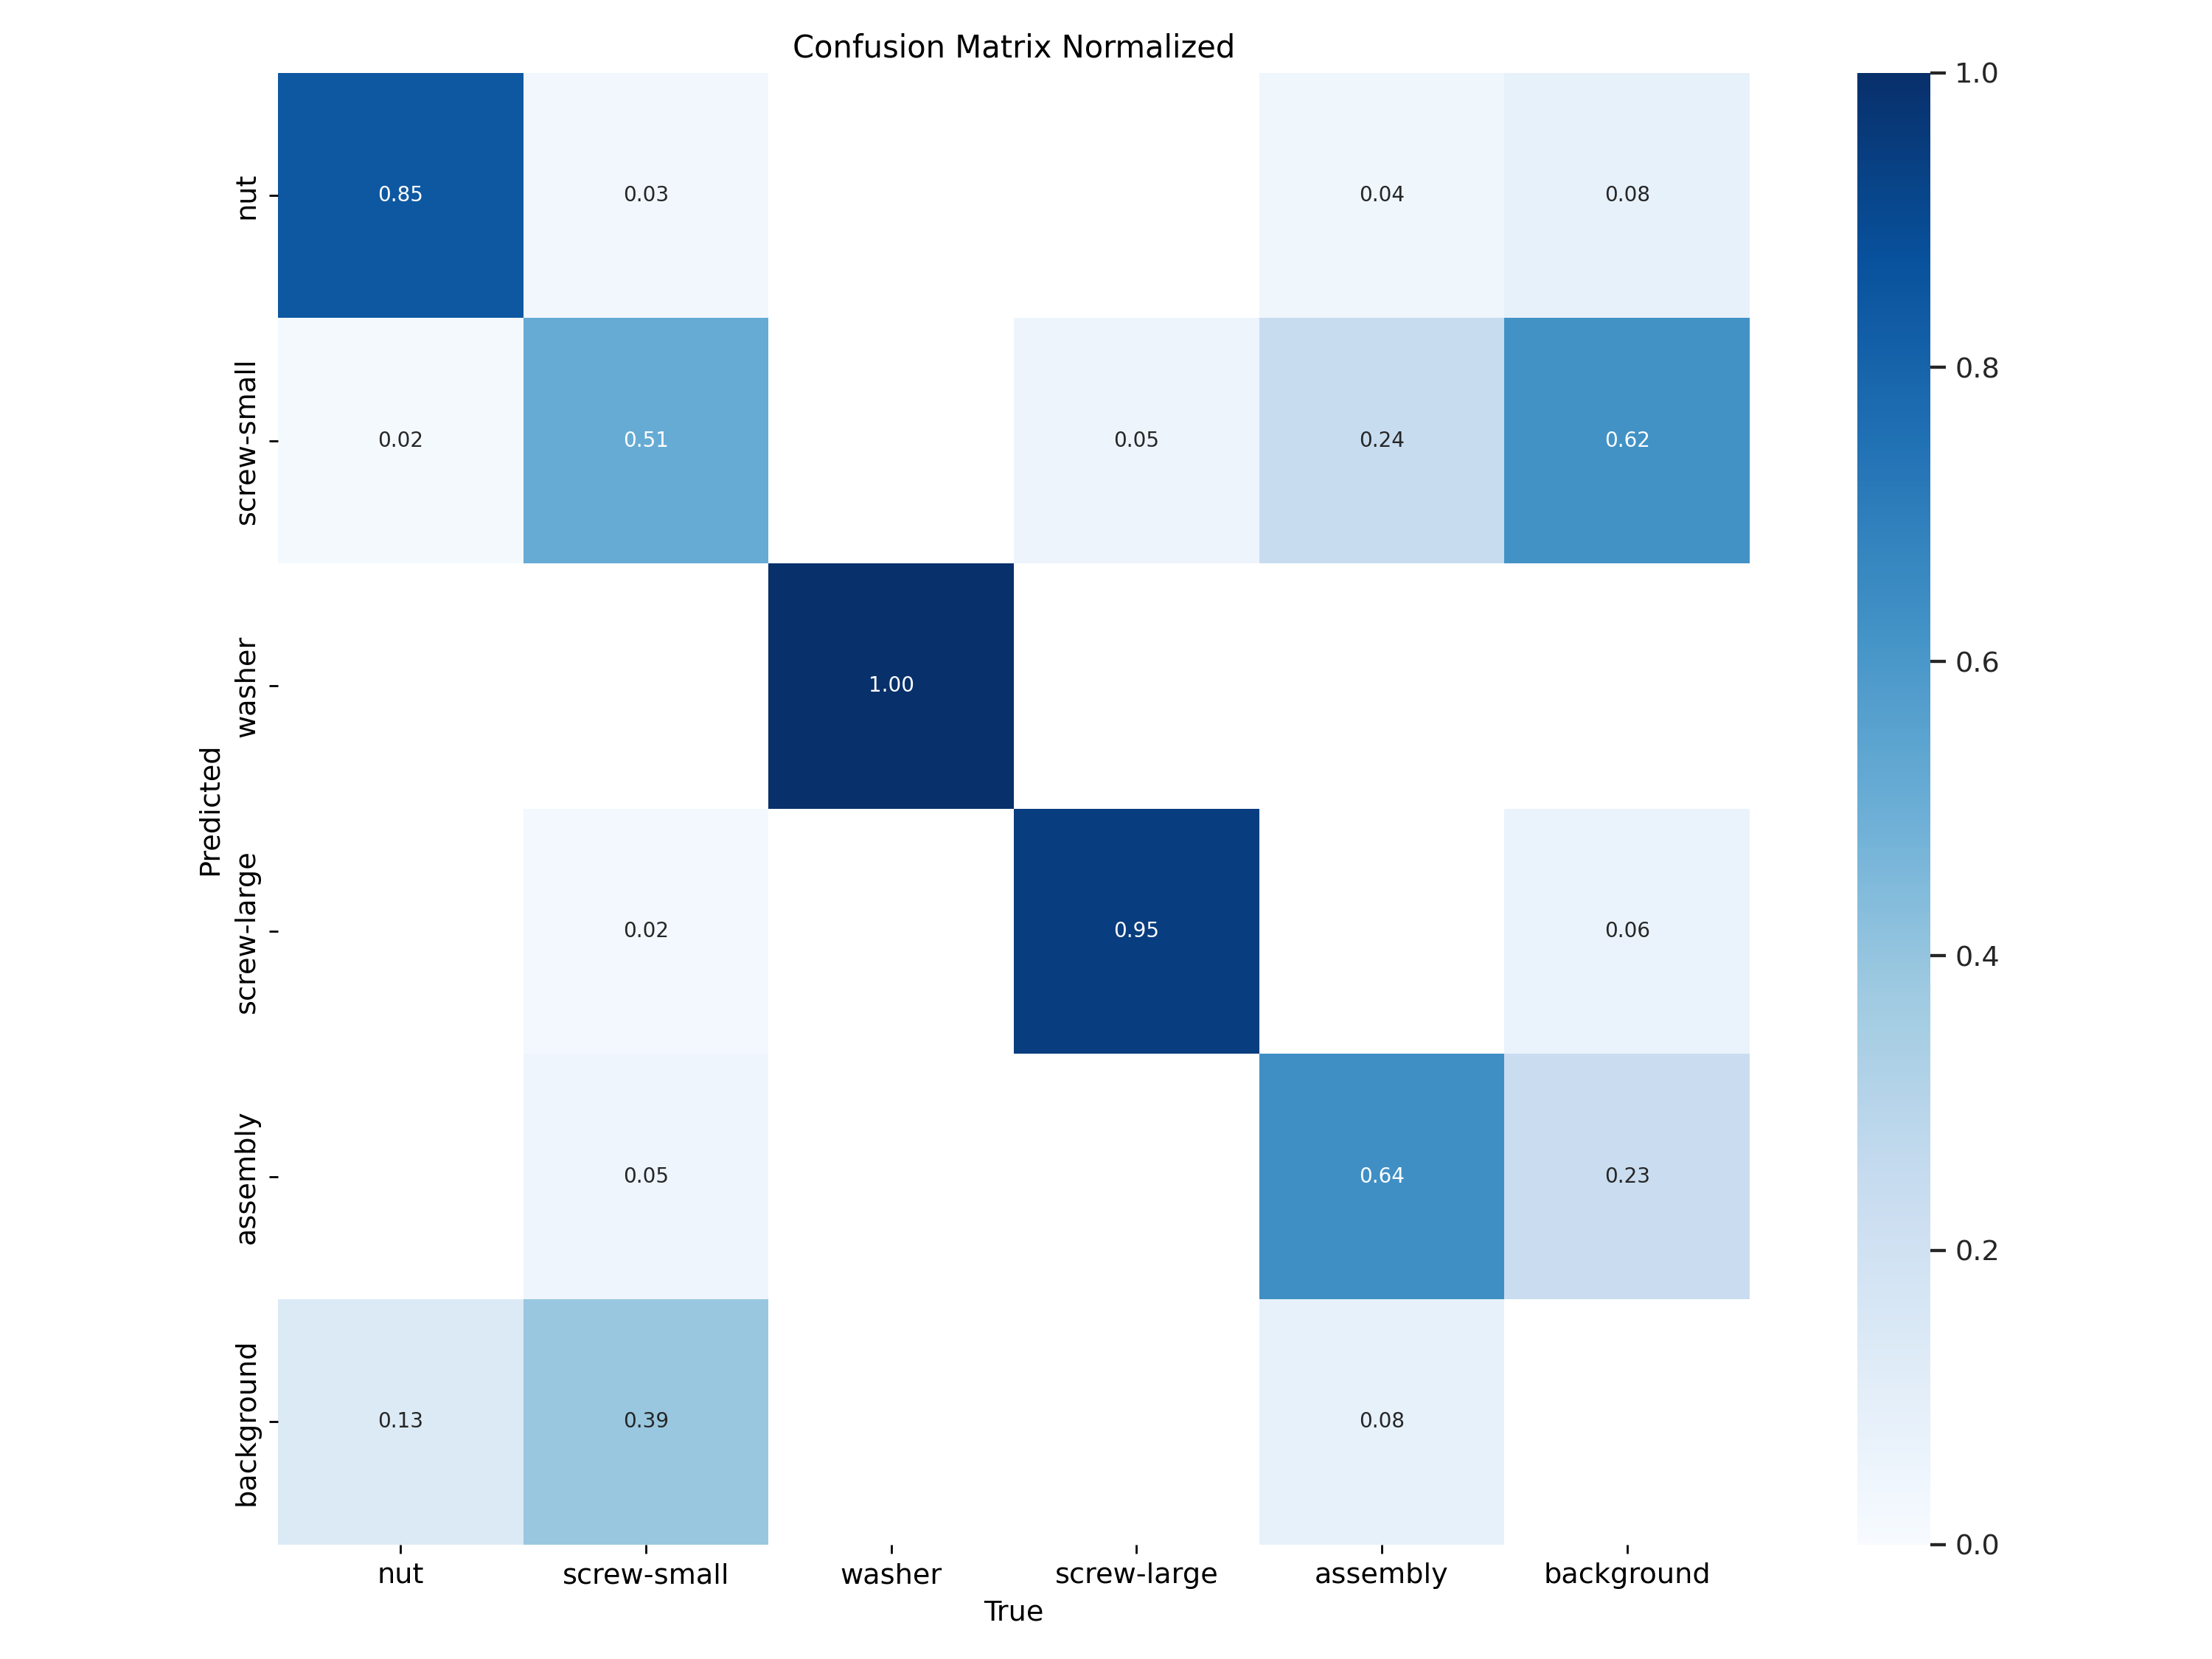 Confusion Matrix Normalized
nut
0.85
0.03
0.04
0.08
screw-small
0.02
0.51
0.05
0.24
0.62
washer
1.00
screw-large
0.02
0.95
0.06
assembly
0.05
0.64
0.23
background
0.13
0.39
0.08
Predicted
nut
screw-small
washer
screw-large
assembly
background
True
1.0
0.8
0.6
0.4
0.2
0.0